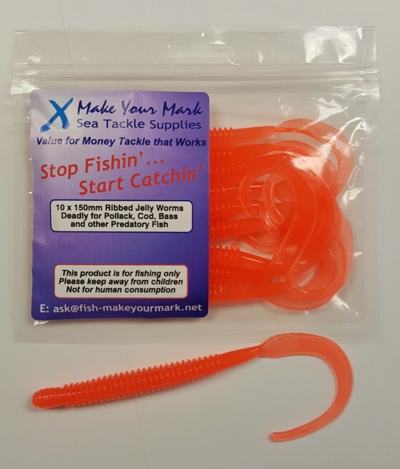 Make Your Mark
Sea Tackle Supplies
Value for Money Tackle that Works
Stop Fishin'...
Start Catchin'
10 x 150mm Ribbed Jelly Worms
Deadly for Pollack, Cod, Bass
and other Predatory Fish
This product is for fishing only
Please keep away from children
Not for human consumption
E: ask@fish-makeyourmark.net